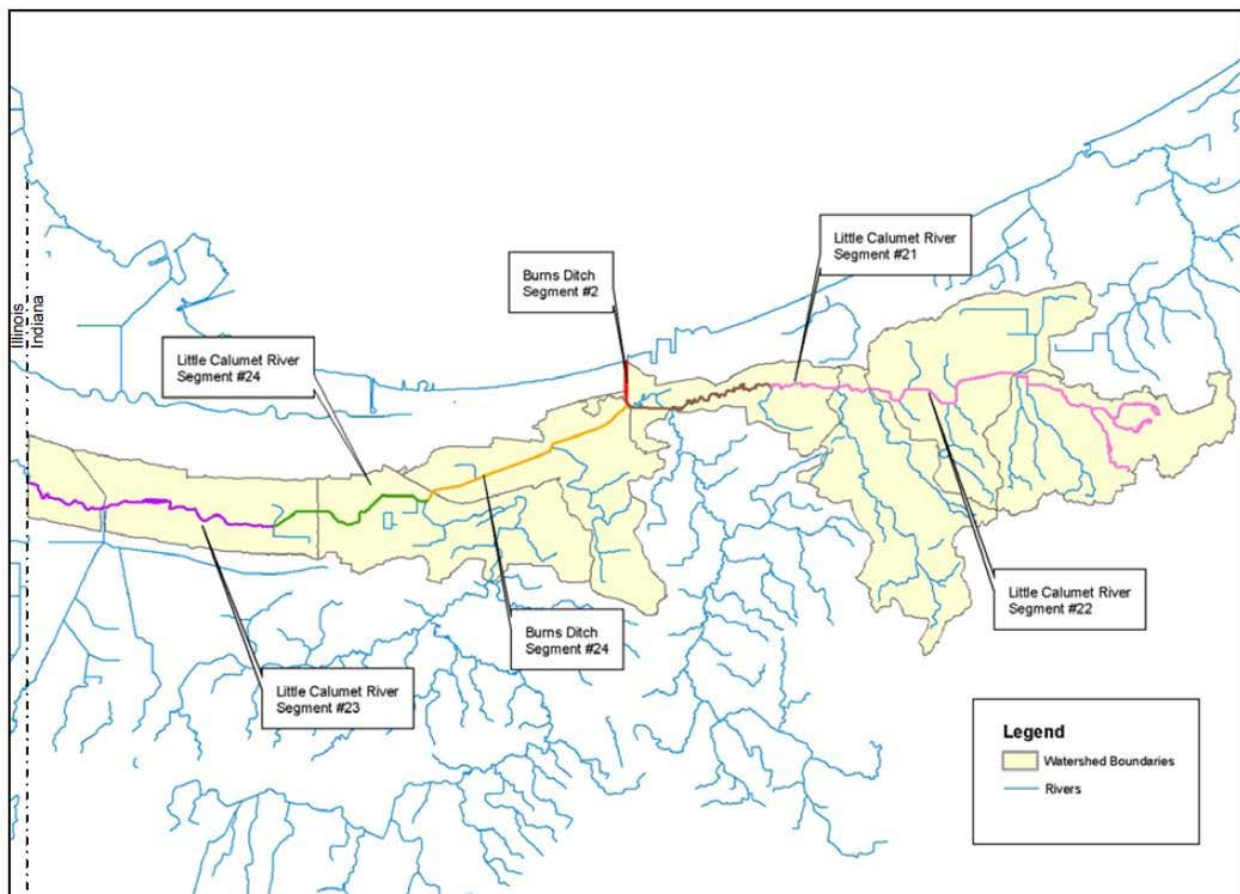 Little Calumet River
Segment #21
Burns Ditch
Segment #2
Illinois
Indiana
Little Calumet River
Segment #24
Little Calumet River
Segment #22
Burns Ditch
Segment #24
Little Calumet River
Segment #23
Legend
Watershed Boundaries
Rivers